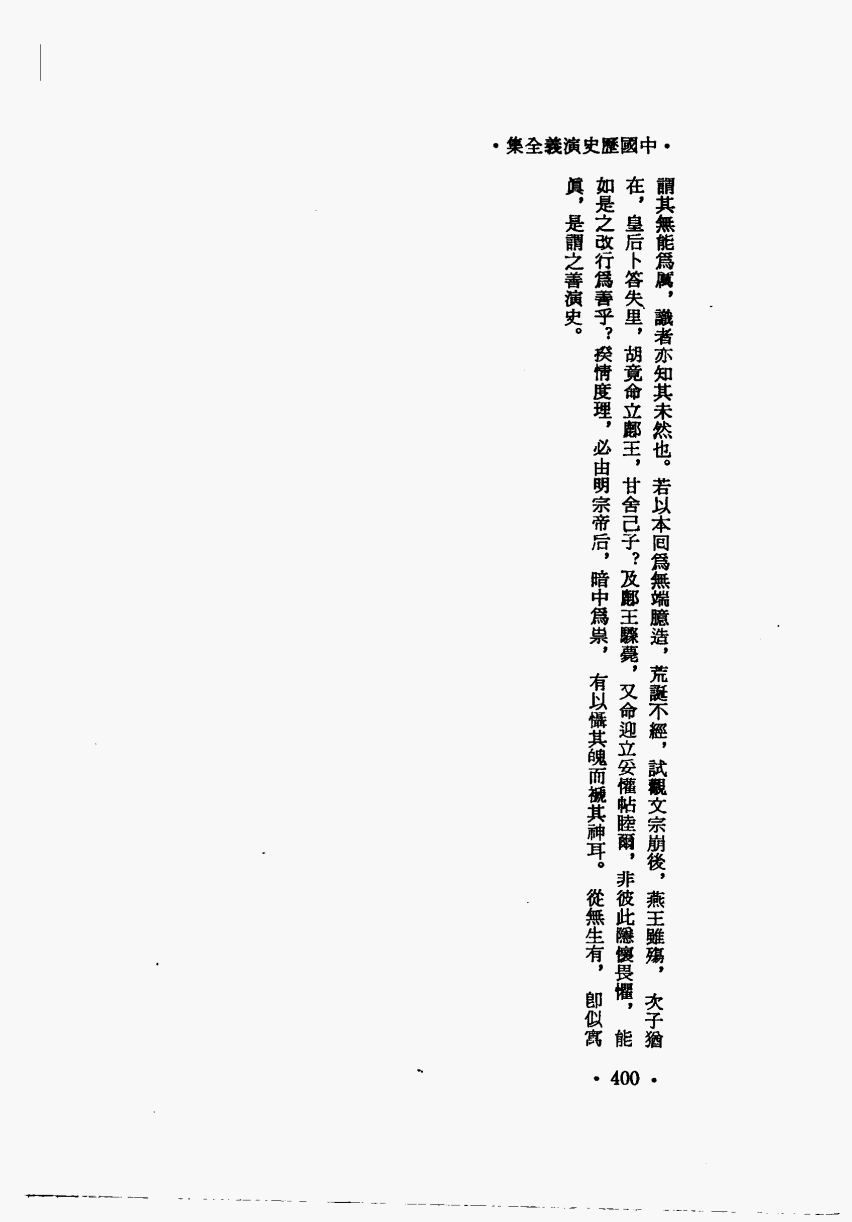 ·中國歷史演義全集·
謂其無能爲厲，識者亦知其未然也。若以本回爲無端臆造，荒誕不經，試觀文宗崩後，燕王雖殤，次子猶
在，皇后卜答失里，胡竟命立鄜王，甘舍己子？及鄜王驟薨，又命迎立妥懽帖睦爾，非彼此隱懷畏懼，能
如是之改行爲善乎？揆情度理，必由明宗帝后，暗中爲祟，有以懾其魄而褫其神耳。從無生有，卽似寫
眞，是謂之善演史。
·400·